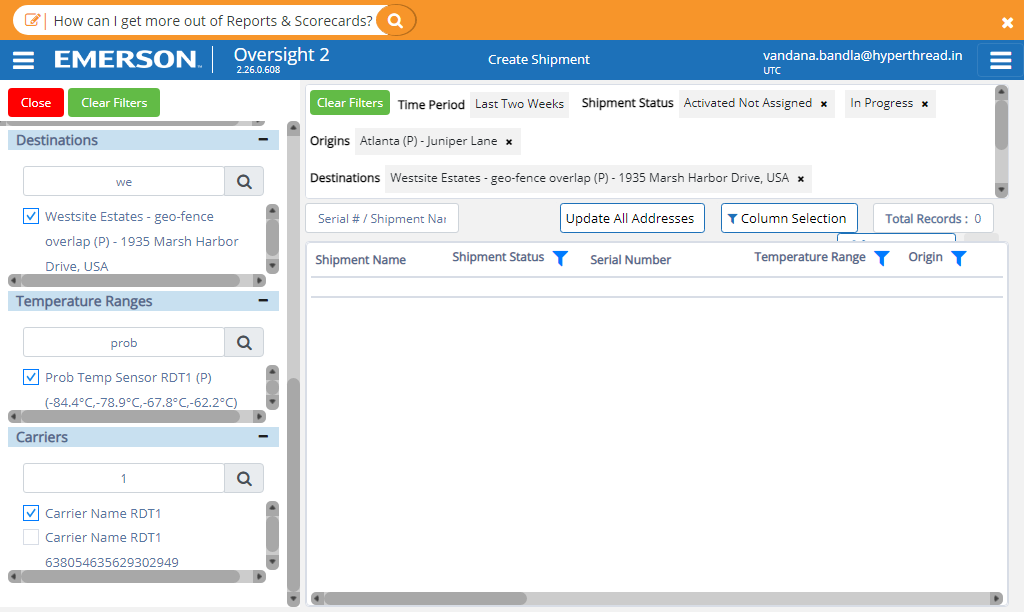 How can I get more out of Reports & Scorecards?
EMERSON
Oversight 2
2.26.0.608
Create Shipment
vandana.bandla@hyperthread.in
UTC
Close
Clear Filters
Destinations
we
Westsite Estates - geo-fence
overlap (P) - 1935 Marsh Harbor
Drive, USA
Temperature Ranges
prob
Prob Temp Sensor RDT1 (P)
(-84.4°C,-78.9°C,-67.8°C,-62.2°C)
Carriers
1
Carrier Name RDT1
Carrier Name RDT1
638054635629302949
Clear Filters
Time Period
Last Two Weeks
Shipment Status
Activated Not Assigned ×
In Progress ×
Origins
Atlanta (P) - Juniper Lane ×
Destinations
Westsite Estates - geo-fence overlap (P) - 1935 Marsh Harbor Drive, USA ×
Serial # / Shipment Nar
Update All Addresses
Column Selection
Total Records : 0
Shipment Name
Shipment Status
Serial Number
Temperature Range
Origin